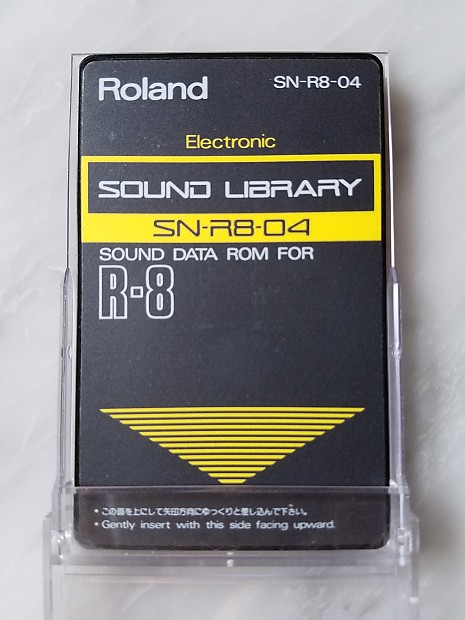 Roland SN-R8-04
Electronic
SOUND LIBRARY
SN-R8-04
SOUND DATA ROM FOR
R-8
・この面を上にして矢印方向にゆっくりと差し込んで下さい。
・Gently insert with this side facing upward.